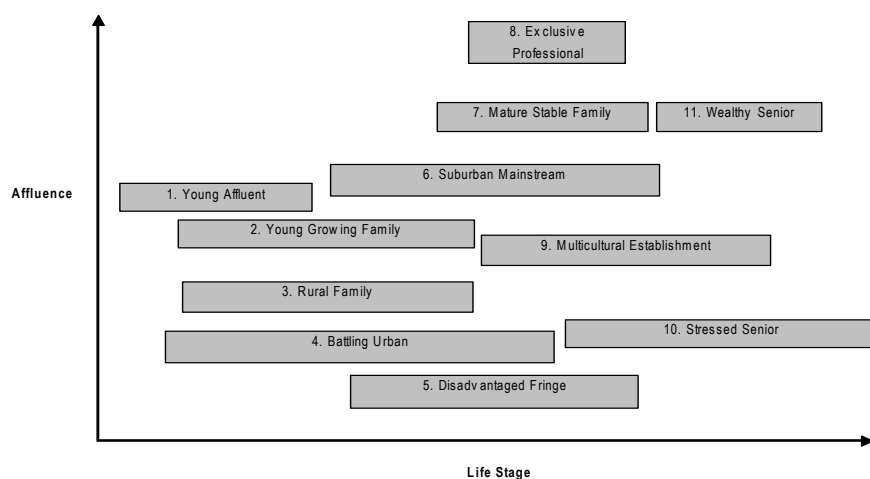 8. Exclusive
Professional
7. Mature Stable Family
11. Wealthy Senior
6. Suburban Mainstream
Affluence
1. Young Affluent
2. Young Growing Family
9. Multicultural Establishment
3. Rural Family
10. Stressed Senior
4. Battling Urban
5. Disadvantaged Fringe
Life Stage